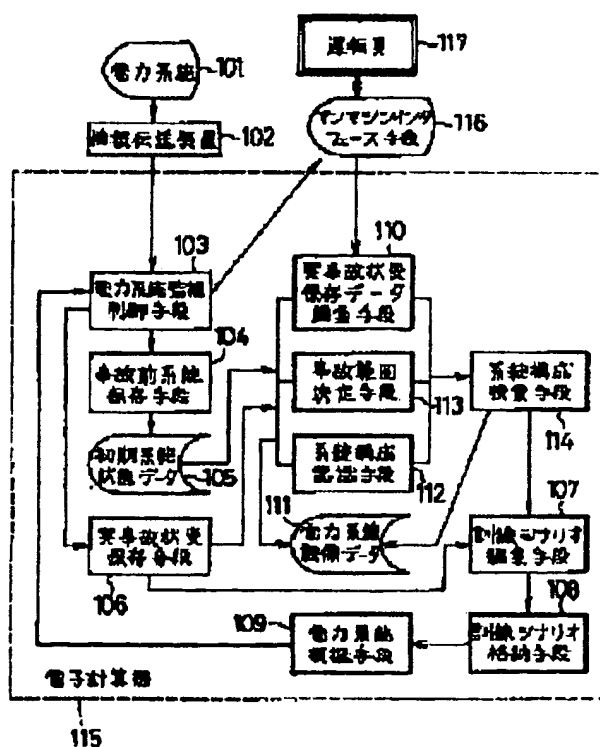 電力系統
101
情報伝送装置
102
運転員
117
マンマシンインタ
フェース手段
116
103
電力系統監視
制御手段
104
事故前系統
保存手段
初期系統
状態データ
105
実事故状変
保存手段
106
110
実事故状変
保存データ
調査手段
事故範囲
決定手段
113
系統構成
記憶手段
112
111
電力系統
設備データ
系統構成
検索手段
114
107
訓練シナリオ
編集手段
108
訓練シナリオ
格納手段
109
電力系統
模擬手段
電子計算機
115